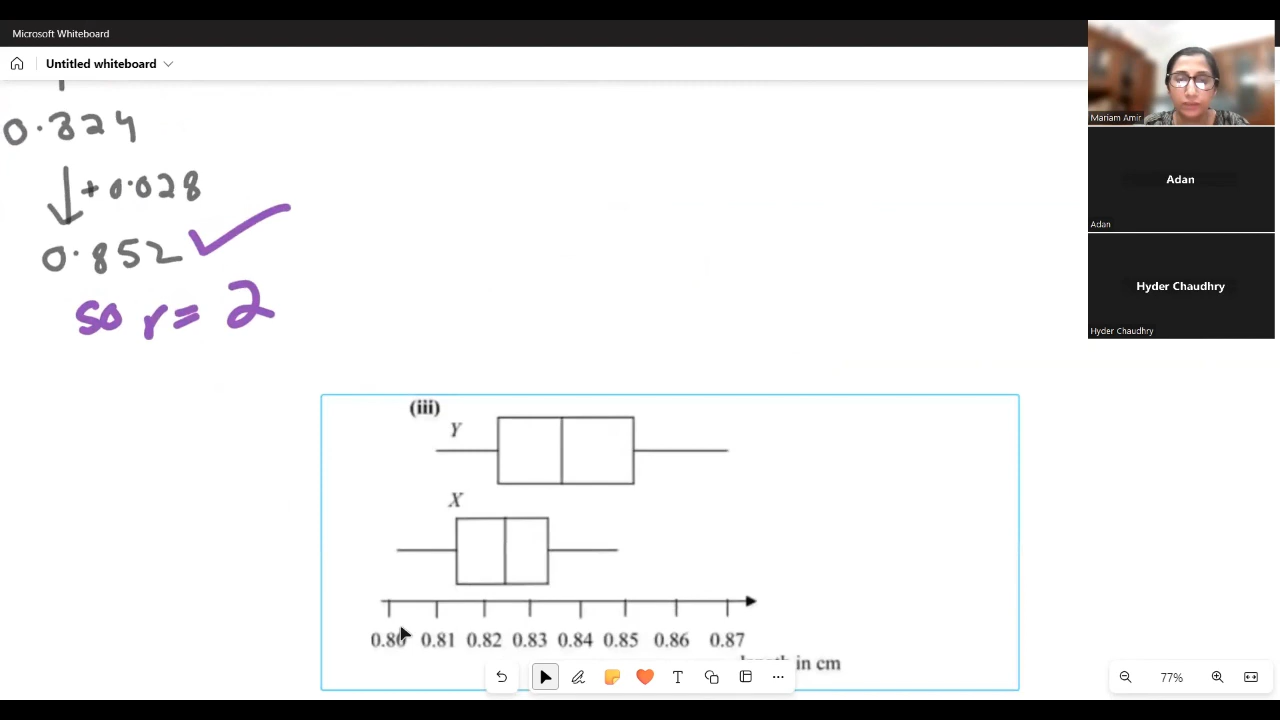 Microsoft Whiteboard
Untitled whiteboard
0.824
+0.028
0.852
so r = 2
Mariam Amir
Adan
Adan
Hyder Chaudhry
Hyder Chaudhry
(iii)
Y
X
0.80 0.81 0.82 0.83 0.84 0.85 0.86 0.87
in cm
T
77%